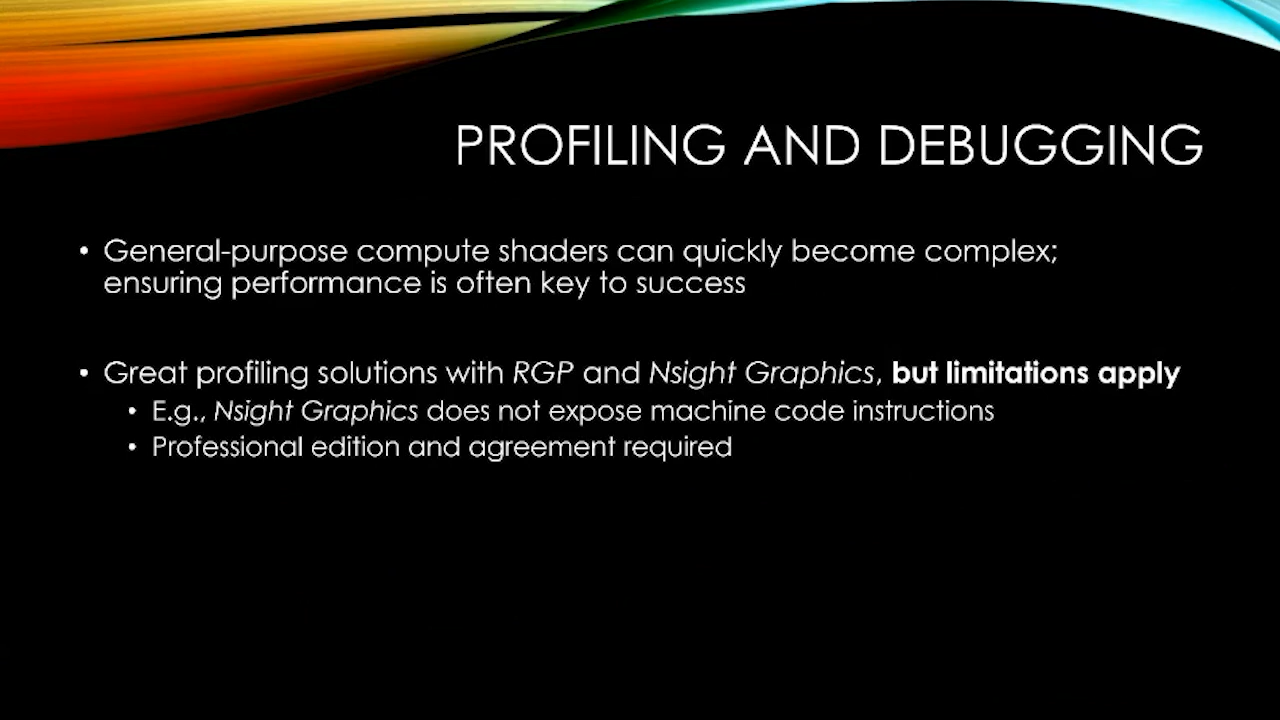 PROFILING AND DEBUGGING
• General-purpose compute shaders can quickly become complex;
ensuring performance is often key to success
• Great profiling solutions with RGP and Nsight Graphics, but limitations apply
• E.g., Nsight Graphics does not expose machine code instructions
• Professional edition and agreement required